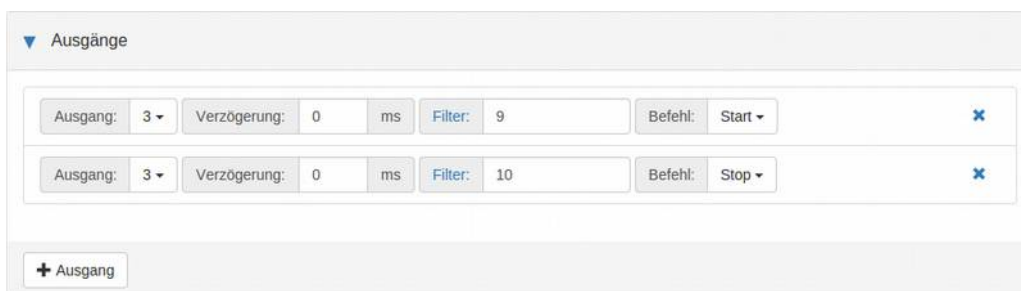 Ausgänge
Ausgang: 3 Verzögerung: 0 ms Filter: 9 Befehl: Start
Ausgang: 3 Verzögerung: 0 ms Filter: 10 Befehl: Stop
Ausgang